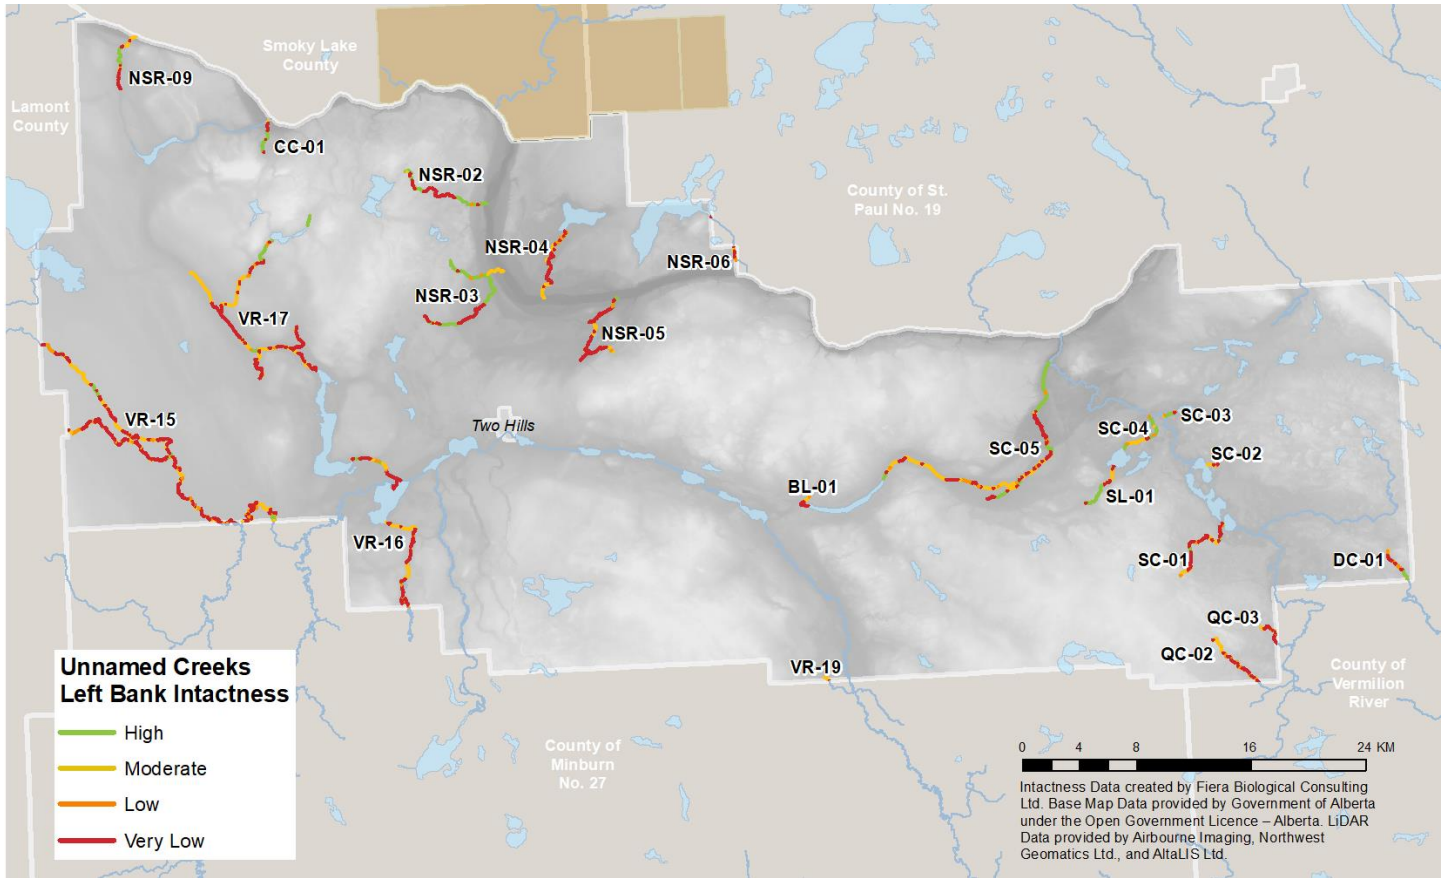 Smoky Lake
County
NSR-09
Lamont
County
CC-01
NSR-02
County of St.
Paul No. 19
NSR-04
NSR-06
NSR-03
VR-17
NSR-05
VR-15
Two Hills
SC-03
SC-04
SC-05
SC-02
BL-01
SL-01
VR-16
SC-01
DC-01
QC-03
QC-02
VR-19
County of
Vermilion
River
County of
Minburn
No. 27
Unnamed Creeks
Left Bank Intactness
High
Moderate
Low
Very Low
0 4 8 16 24 KM
Intactness Data created by Fiera Biological Consulting
Ltd. Base Map Data provided by Government of Alberta
under the Open Government Licence – Alberta. LiDAR
Data provided by Airbourne Imaging, Northwest
Geomatics Ltd., and AltaLIS Ltd.